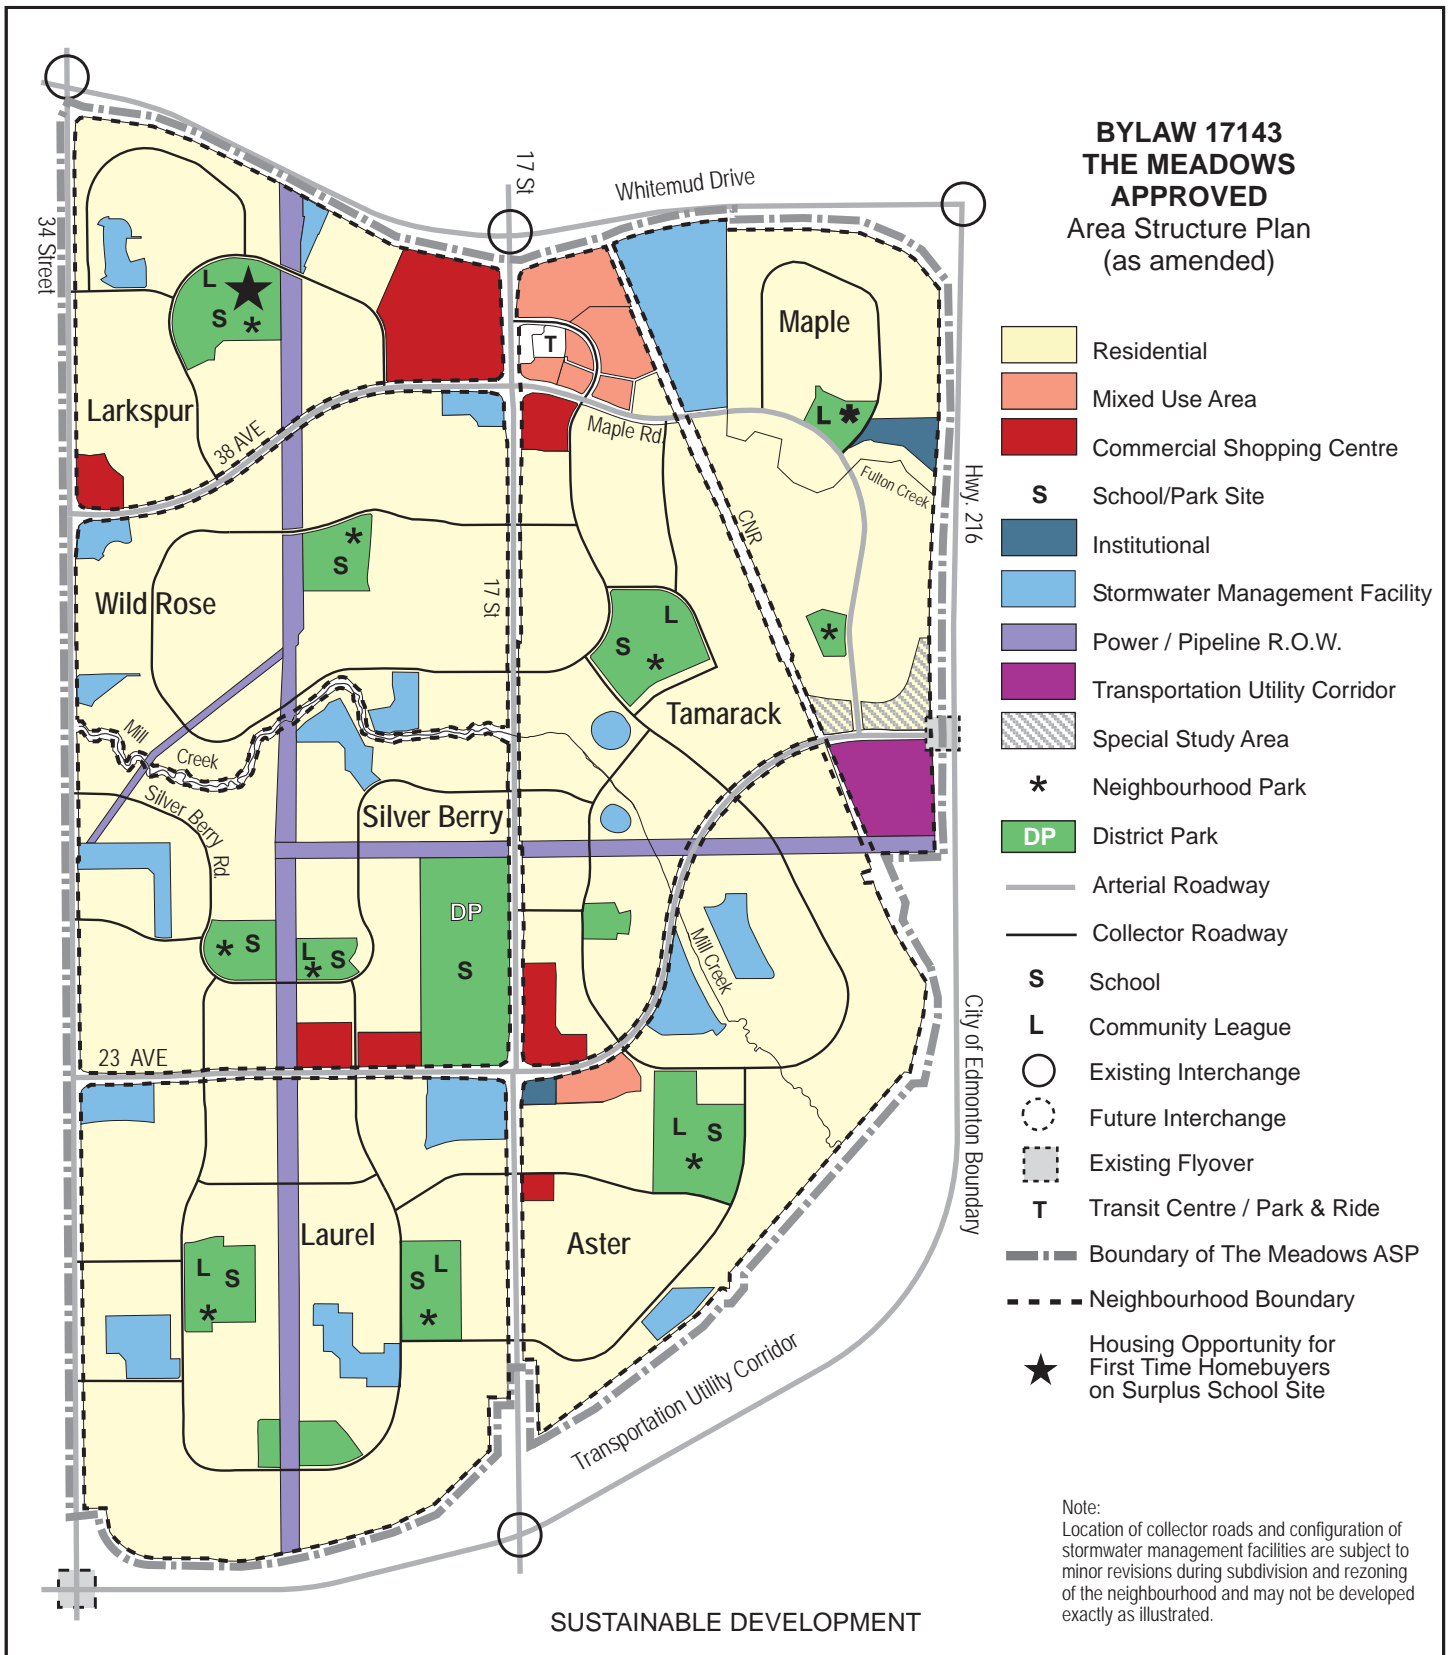 BYLAW 17143
THE MEADOWS
APPROVED
Area Structure Plan
(as amended)
Residential
Mixed Use Area
Commercial Shopping Centre
S School/Park Site
Institutional
Stormwater Management Facility
Power / Pipeline R.O.W.
Transportation Utility Corridor
Special Study Area
* Neighbourhood Park
DP District Park
Arterial Roadway
Collector Roadway
S School
L Community League
Existing Interchange
Future Interchange
Existing Flyover
T Transit Centre / Park & Ride
Boundary of The Meadows ASP
Neighbourhood Boundary
Housing Opportunity for
First Time Homebuyers
on Surplus School Site
Note:
Location of collector roads and configuration of
stormwater management facilities are subject to
minor revisions during subdivision and rezoning
of the neighbourhood and may not be developed
exactly as illustrated.
17 St
Whitemud Drive
34 Street
L
S *
T
Maple
L *
Larkspur
38 AVE
Maple Rd.
Fulton Creek
Hwy. 216
CNR
*
S
Wild Rose
17 St
L
S
*
*
Tamarack
Mill
Creek
Silver Berry
Rd.
Silver Berry
DP
S
* S
L S
*
Mill Creek
23 AVE
City of Edmonton Boundary
L S
*
Laurel
Aster
L S
*
S L
*
Transportation Utility Corridor
SUSTAINABLE DEVELOPMENT